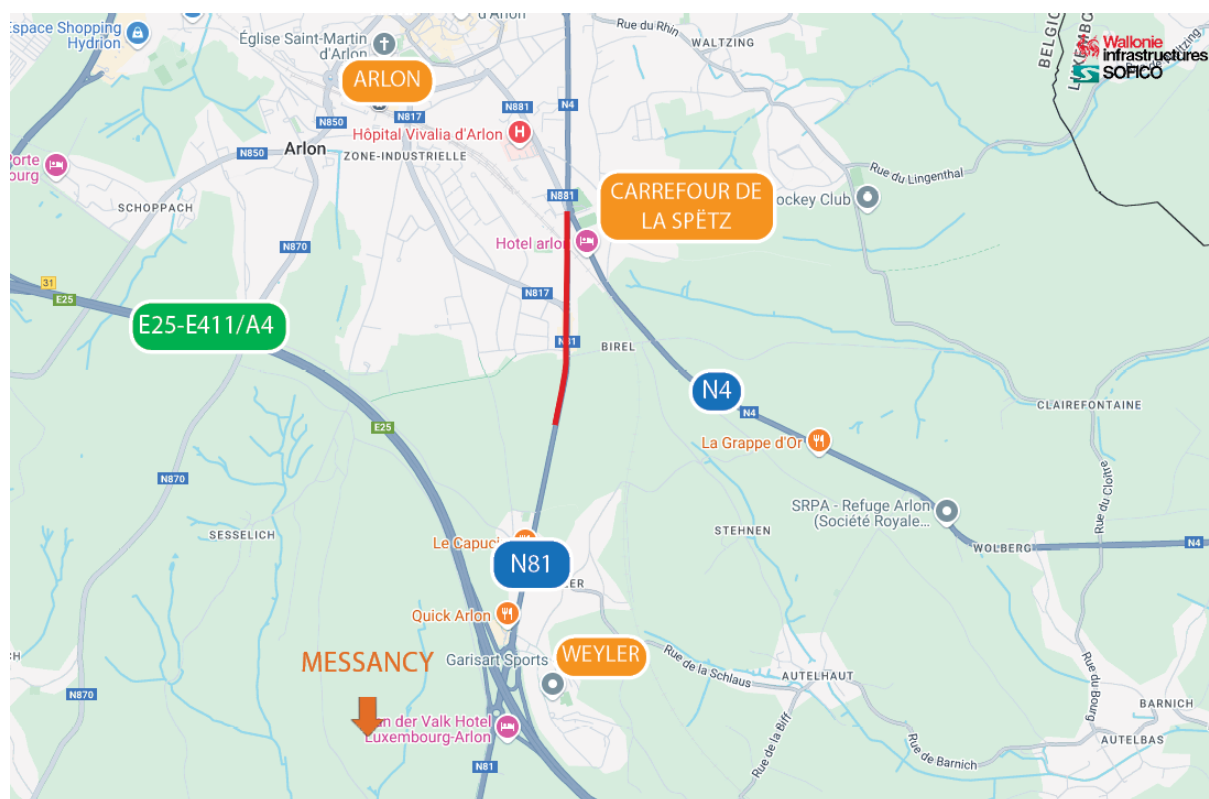 Espace Shopping
Hydrion
Église Saint-Martin
d'Arlon
d'Arlon
ARLON
Rue du Rhin
WALTZING
BELGI
LUXEMB
Wallonie
infrastructures
SOFICO
N850
N817
N881
N4
Hôpital Vivalia d'Arlon
H
N850
Arlon
ZONE-INDUSTRIELLE
Porte
ourg
SCHOPPACH
N870
N881
CARREFOUR DE
LA SPËTZ
ockey Club
Rue du Lingenthal
Hotel arlon
31
E25
N817
E25-E411/A4
N81
BIREL
N4
N4
CLAIREFONTAINE
E25
La Grappe d'Or
N870
SESSELICH
SRPA - Refuge Arlon
(Société Royale...
STEHNEN
Rue du Cloître
WOLBERG
N4
Le Capuci
N81
LER
Quick Arlon
MESSANCY
Garisart Sports
WEYLER
Rue de la Schlaus
AUTELHAUT
Rue du Bourg
N870
BARNICH
an der Valk Hotel
Luxembourg-Arlon
Rue de la Biff
Rue de Barnich
AUTELBAS
N81